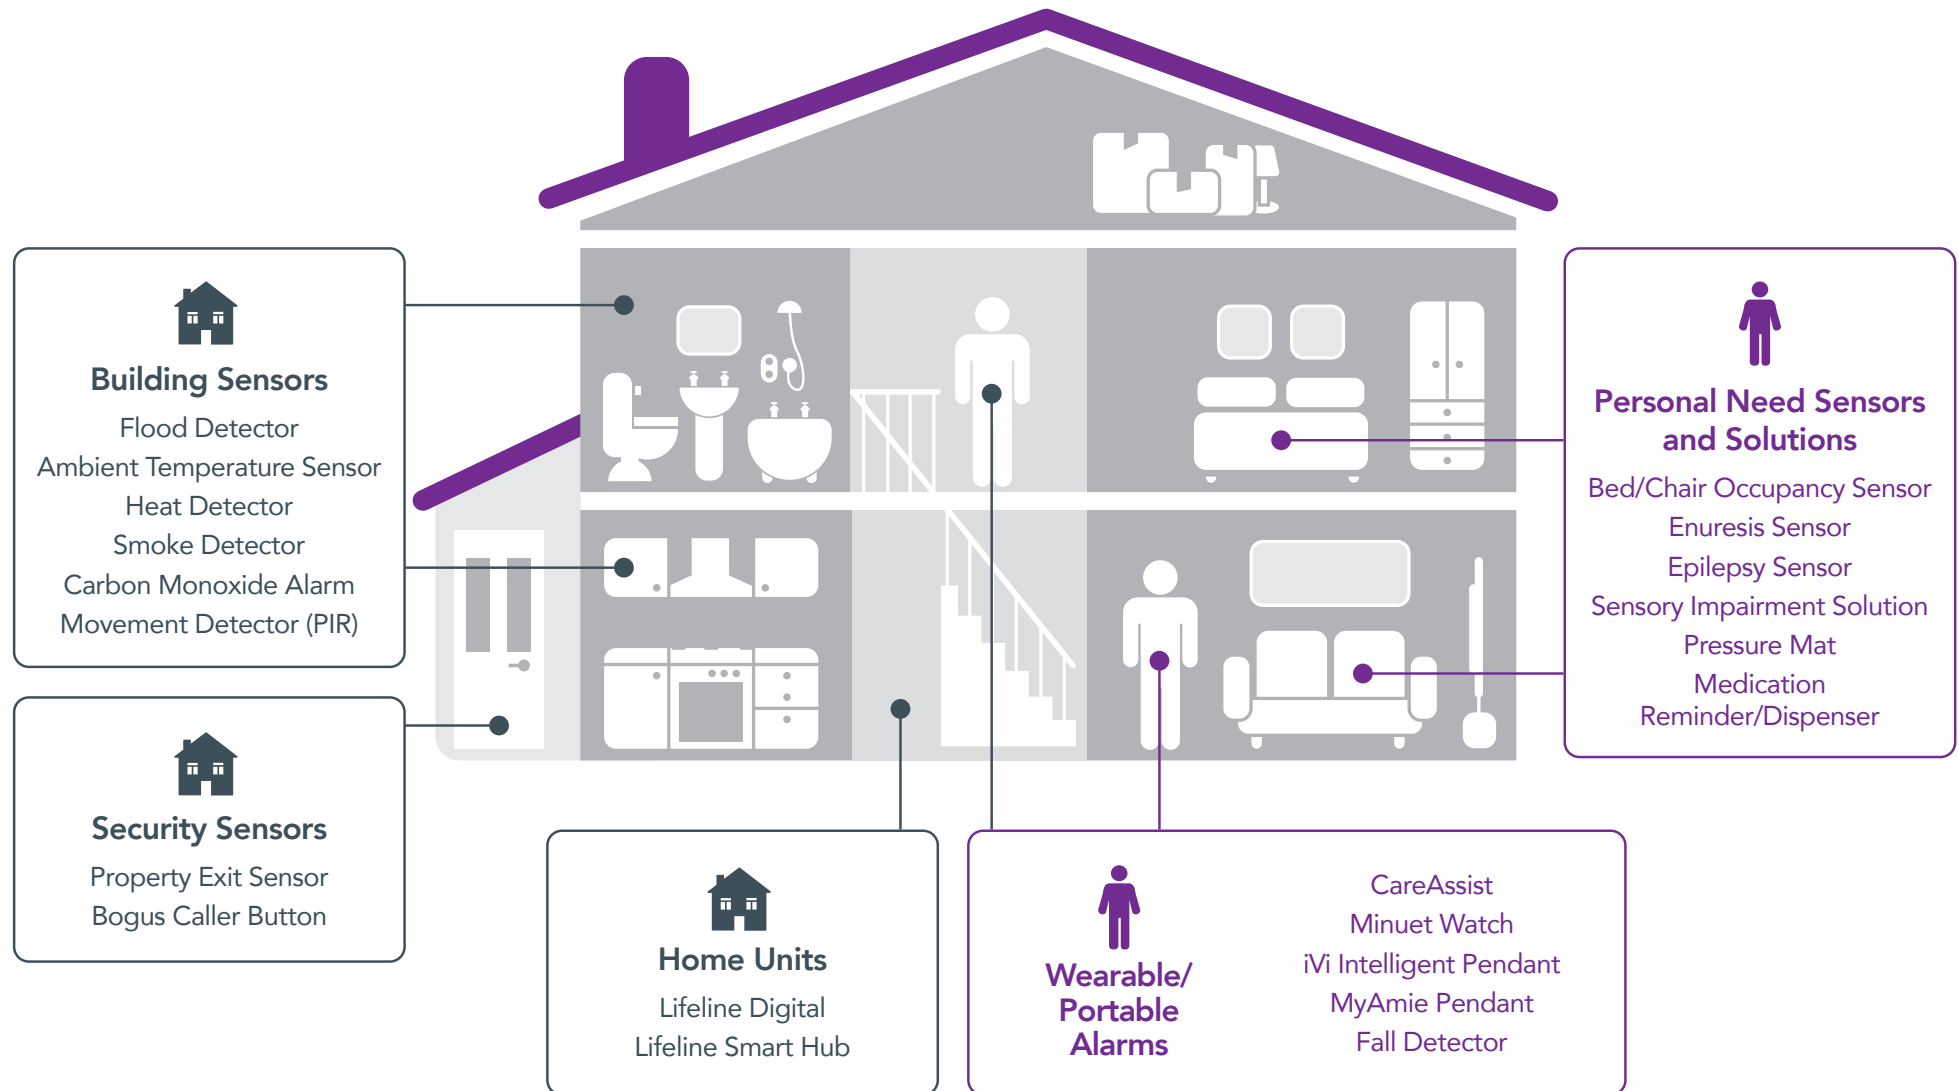 Building Sensors
Flood Detector
Ambient Temperature Sensor
Heat Detector
Smoke Detector
Carbon Monoxide Alarm
Movement Detector (PIR)
Security Sensors
Property Exit Sensor
Bogus Caller Button
Home Units
Lifeline Digital
Lifeline Smart Hub
Wearable/
Portable
Alarms
CareAssist
Minuet Watch
iVi Intelligent Pendant
MyAmie Pendant
Fall Detector
Personal Need Sensors
and Solutions
Bed/Chair Occupancy Sensor
Enuresis Sensor
Epilepsy Sensor
Sensory Impairment Solution
Pressure Mat
Medication
Reminder/Dispenser